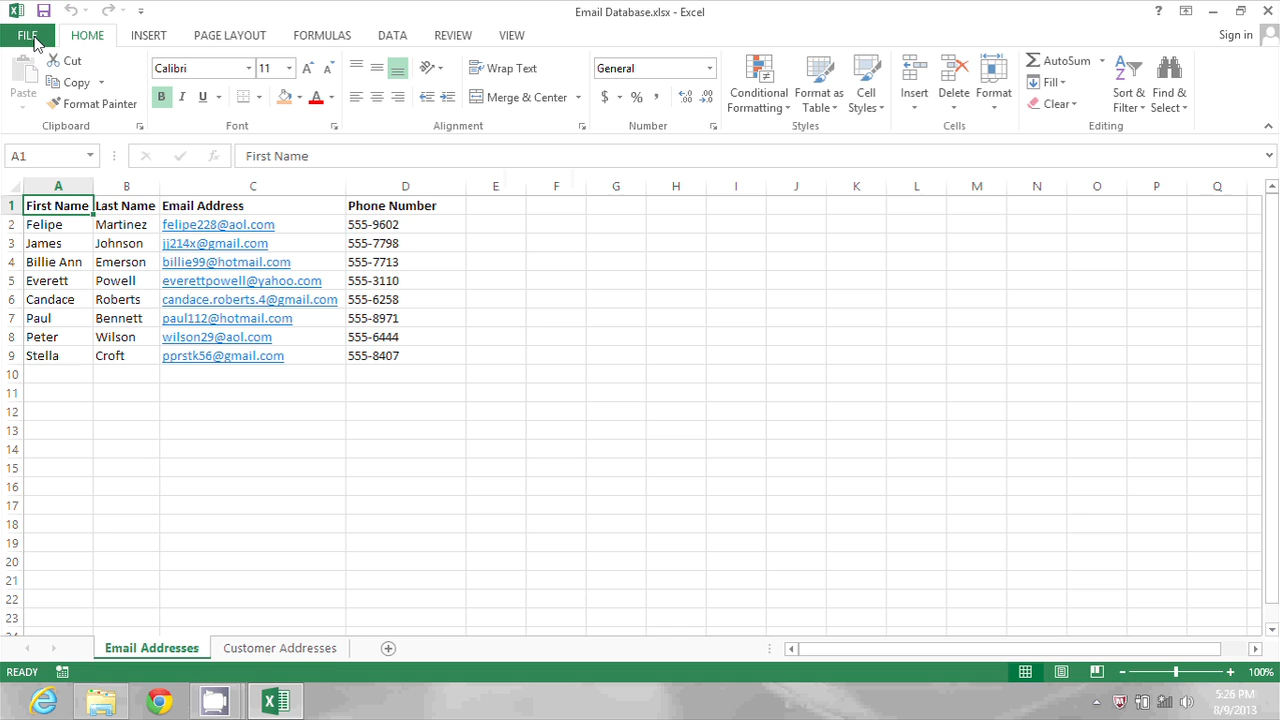 Email Database.xlsx - Excel
?
FILE HOME INSERT PAGE LAYOUT FORMULAS DATA REVIEW VIEW Sign in
Paste Cut Copy Format Painter Clipboard
Calibri 11 B I U A Font
Wrap Text Merge & Center Alignment
General $ % , Number
Conditional Formatting Format as Table Cell Styles Styles
Insert Delete Format Cells
AutoSum Fill Clear Sort & Filter Find & Select Editing
A1 fx First Name
A B C D E F G H I J K L M N O P Q
1 First Name Last Name Email Address Phone Number
2 Felipe Martinez felipe228@aol.com 555-9602
3 James Johnson jj214x@gmail.com 555-7798
4 Billie Ann Emerson billie99@hotmail.com 555-7713
5 Everett Powell everettpowell@yahoo.com 555-3110
6 Candace Roberts candace.roberts.4@gmail.com 555-6258
7 Paul Bennett paul112@hotmail.com 555-8971
8 Peter Wilson wilson29@aol.com 555-6444
9 Stella Croft pprstk56@gmail.com 555-8407
10
11
12
13
14
15
16
17
18
19
20
21
22
23
Email Addresses Customer Addresses
READY 100%
5:26 PM
8/9/2013